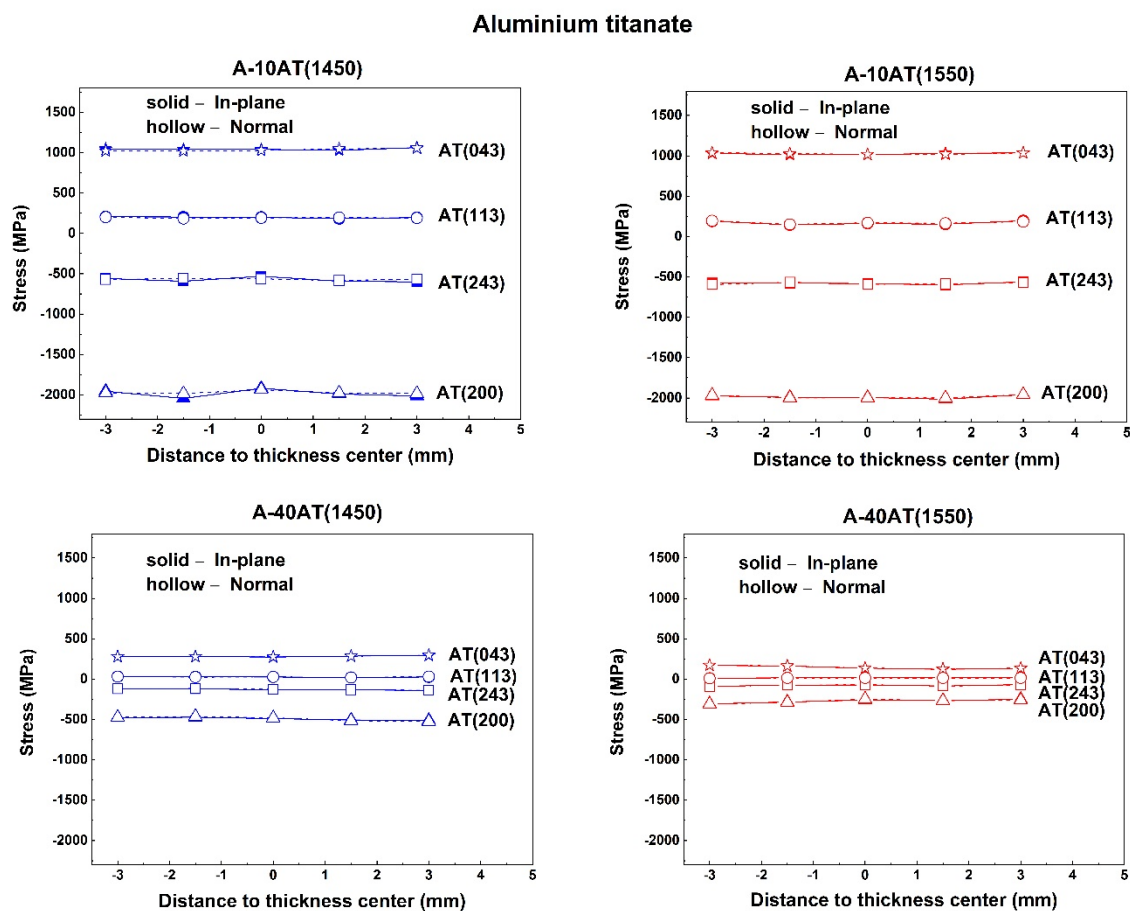 Aluminium titanate
A-10AT(1450)
solid – In-plane
hollow – Normal
Stress (MPa)
1500
1000
500
0
-500
-1000
-1500
-2000
AT(043)
AT(113)
AT(243)
AT(200)
-3 -2 -1 0 1 2 3 4 5
Distance to thickness center (mm)
A-10AT(1550)
solid – In-plane
hollow – Normal
Stress (MPa)
1500
1000
500
0
-500
-1000
-1500
-2000
AT(043)
AT(113)
AT(243)
AT(200)
-3 -2 -1 0 1 2 3 4 5
Distance to thickness center (mm)
A-40AT(1450)
solid – In-plane
hollow – Normal
Stress (MPa)
1500
1000
500
0
-500
-1000
-1500
-2000
AT(043)
AT(113)
AT(243)
AT(200)
-3 -2 -1 0 1 2 3 4 5
Distance to thickness center (mm)
A-40AT(1550)
solid – In-plane
hollow – Normal
Stress (MPa)
1500
1000
500
0
-500
-1000
-1500
-2000
AT(043)
AT(113)
AT(243)
AT(200)
-3 -2 -1 0 1 2 3 4 5
Distance to thickness center (mm)